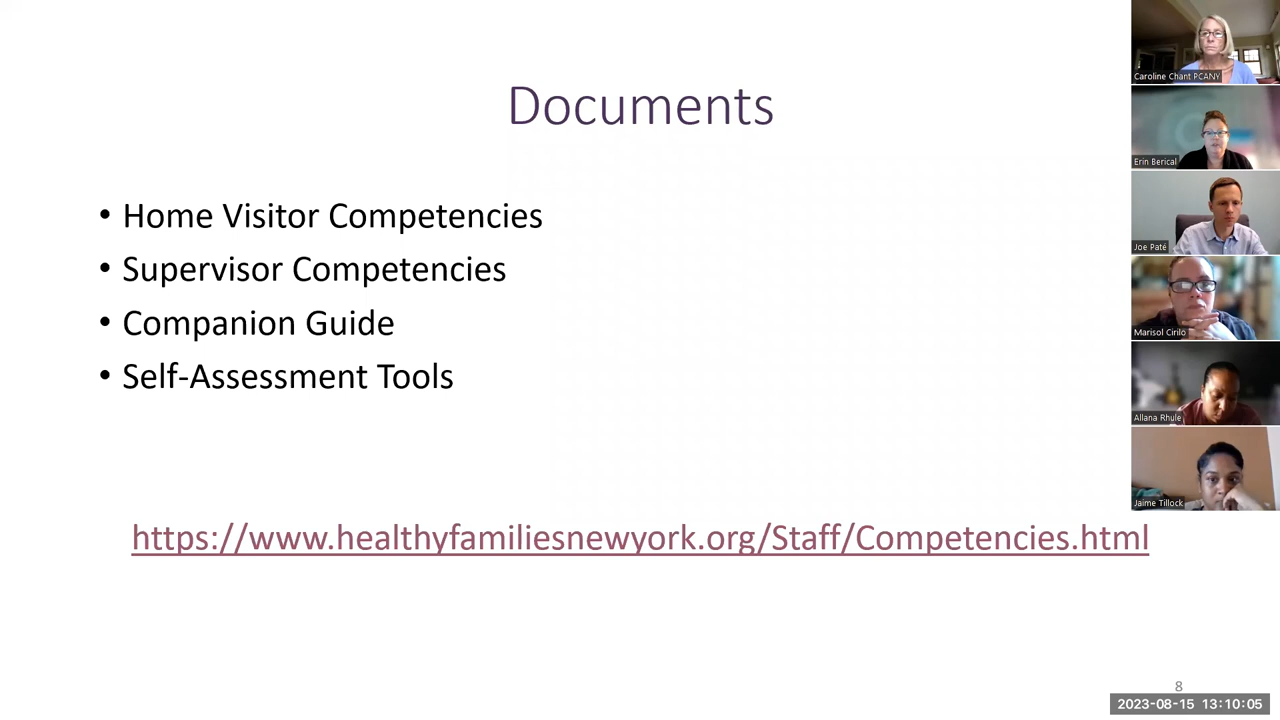 Documents
• Home Visitor Competencies
• Supervisor Competencies
• Companion Guide
• Self-Assessment Tools
https://www.healthyfamiliesnewyork.org/Staff/Competencies.html
8
Caroline Chant PCANY
Erin Berical
Joe Paté
Marisol Cirilo
Allana Rhule
Jaime Tillock
2023-08-15 13:10:05